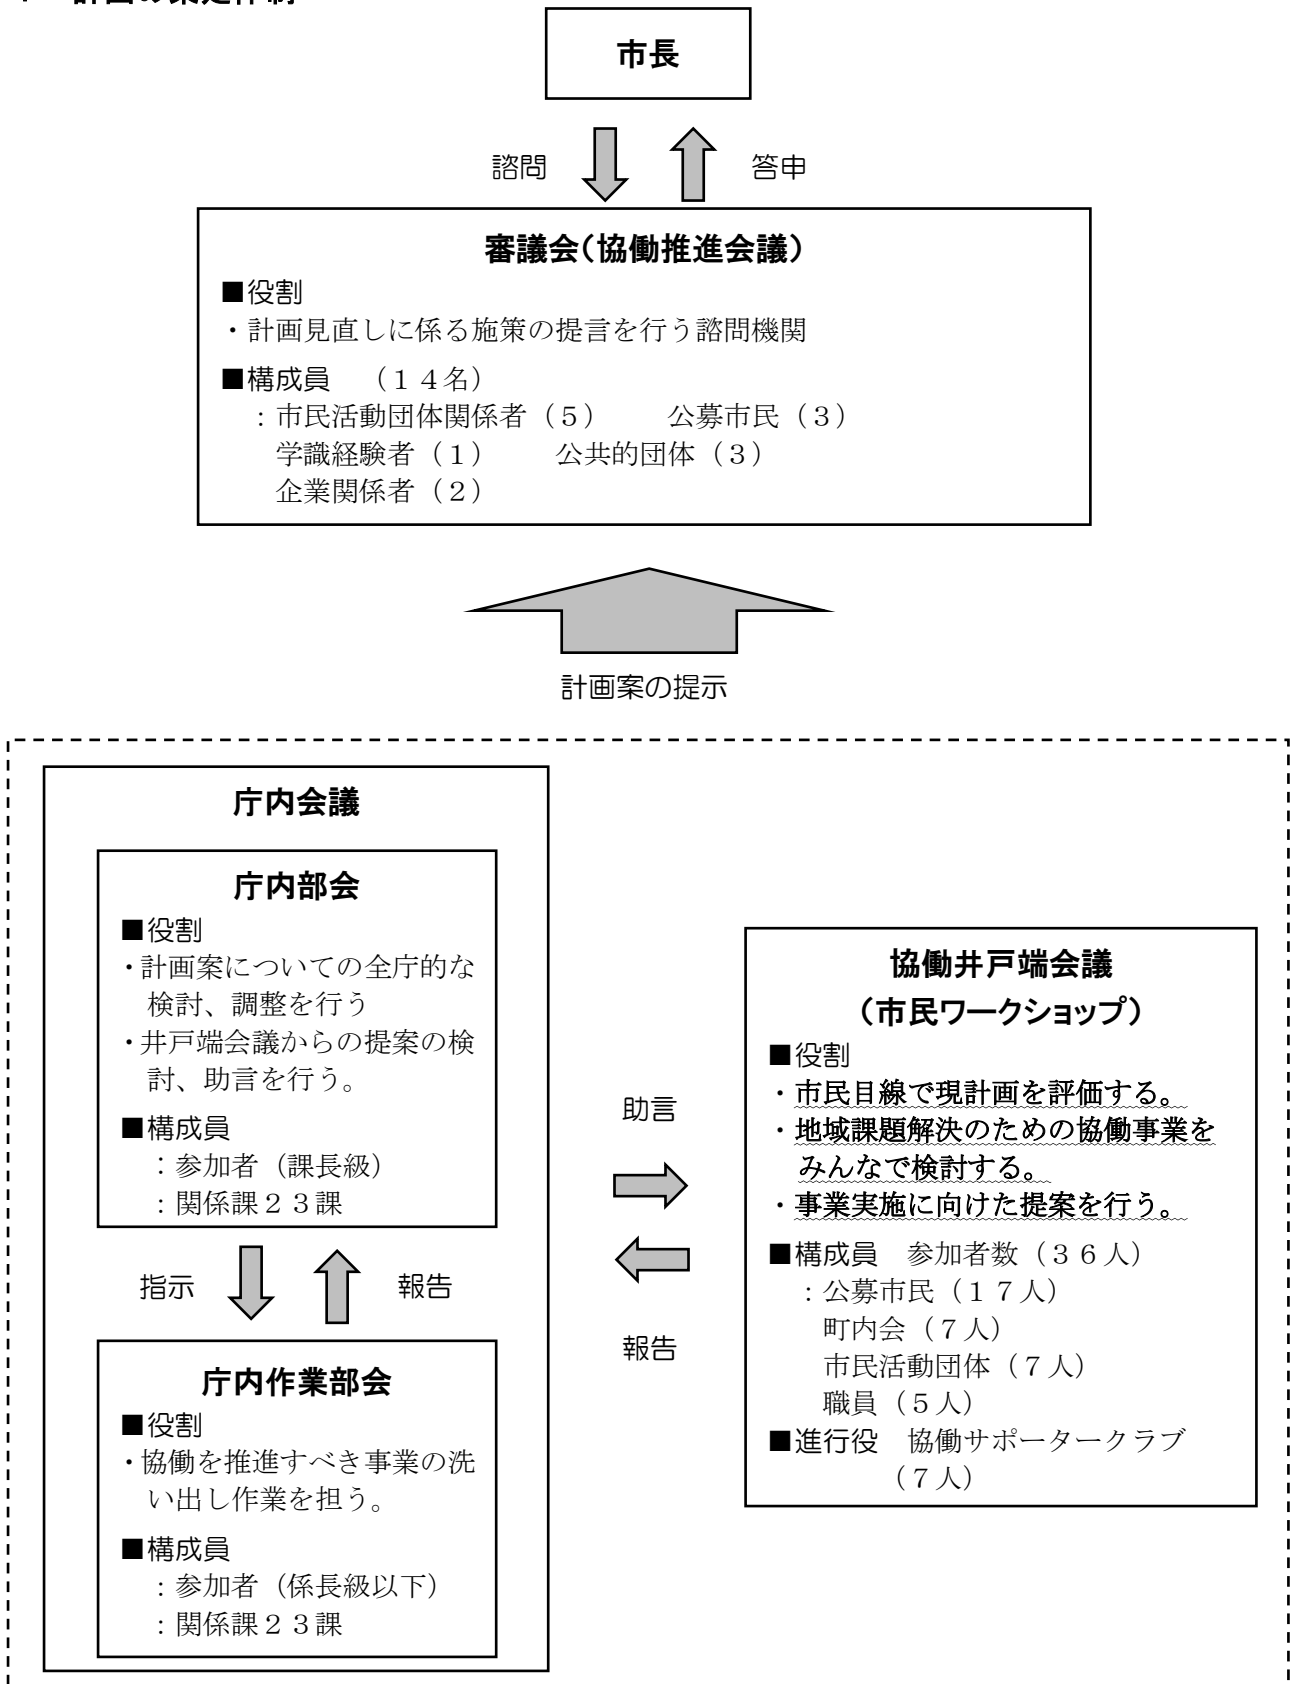 市長
諮問
答申
審議会（協働推進会議）
■役割
・計画見直しに係る施策の提言を行う諮問機関
■構成員　（１４名）
：市民活動団体関係者（５）　　公募市民（３）
学識経験者（１）　　公共的団体（３）
企業関係者（２）
計画案の提示
庁内会議
庁内部会
■役割
・計画案についての全庁的な
検討、調整を行う
・井戸端会議からの提案の検
討、助言を行う。
■構成員
：参加者（課長級）
：関係課２３課
指示
報告
庁内作業部会
■役割
・協働を推進すべき事業の洗
い出し作業を担う。
■構成員
：参加者（係長級以下）
：関係課２３課
助言
報告
協働井戸端会議
（市民ワークショップ）
■役割
・市民目線で現計画を評価する。
・地域課題解決のための協働事業を
みんなで検討する。
・事業実施に向けた提案を行う。
■構成員　参加者数（３６人）
：公募市民（１７人）
町内会（７人）
市民活動団体（７人）
職員（５人）
■進行役　協働サポータークラブ
（７人）